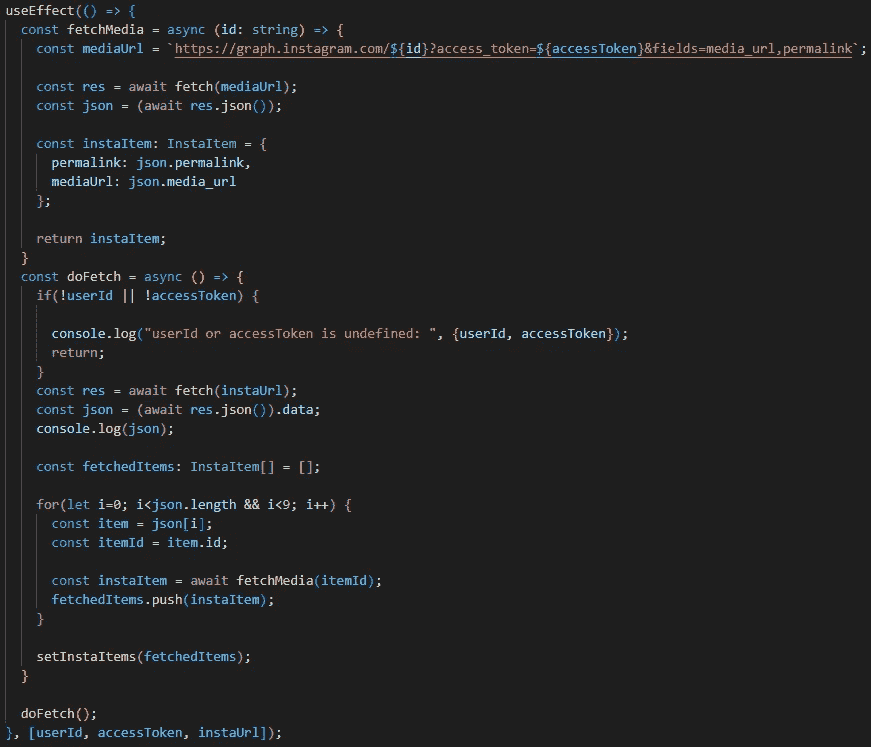 useEffect(() => {
const fetchMedia = async (id: string) => {
const mediaUrl = `https://graph.instagram.com/${id}?access_token=${accessToken}&fields=media_url,permalink`;
const res = await fetch(mediaUrl);
const json = (await res.json());
const instaItem: InstaItem = {
permalink: json.permalink,
mediaUrl: json.media_url
};
return instaItem;
}
const doFetch = async () => {
if(!userId || !accessToken) {
console.log("userId or accessToken is undefined: ", {userId, accessToken});
return;
}
const res = await fetch(instaUrl);
const json = (await res.json()).data;
console.log(json);
const fetchedItems: InstaItem[] = [];
for(let i=0; i<json.length && i<9; i++) {
const item = json[i];
const itemId = item.id;
const instaItem = await fetchMedia(itemId);
fetchedItems.push(instaItem);
}
setInstaItems(fetchedItems);
}
doFetch();
}, [userId, accessToken, instaUrl]);